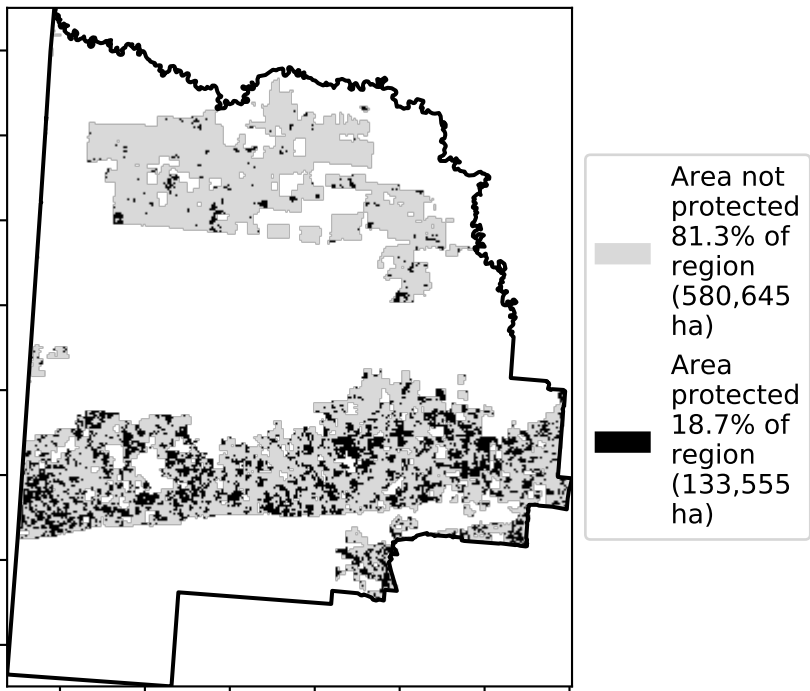 Area not
protected
81.3% of
region
(580,645
ha)
Area
protected
18.7% of
region
(133,555
ha)